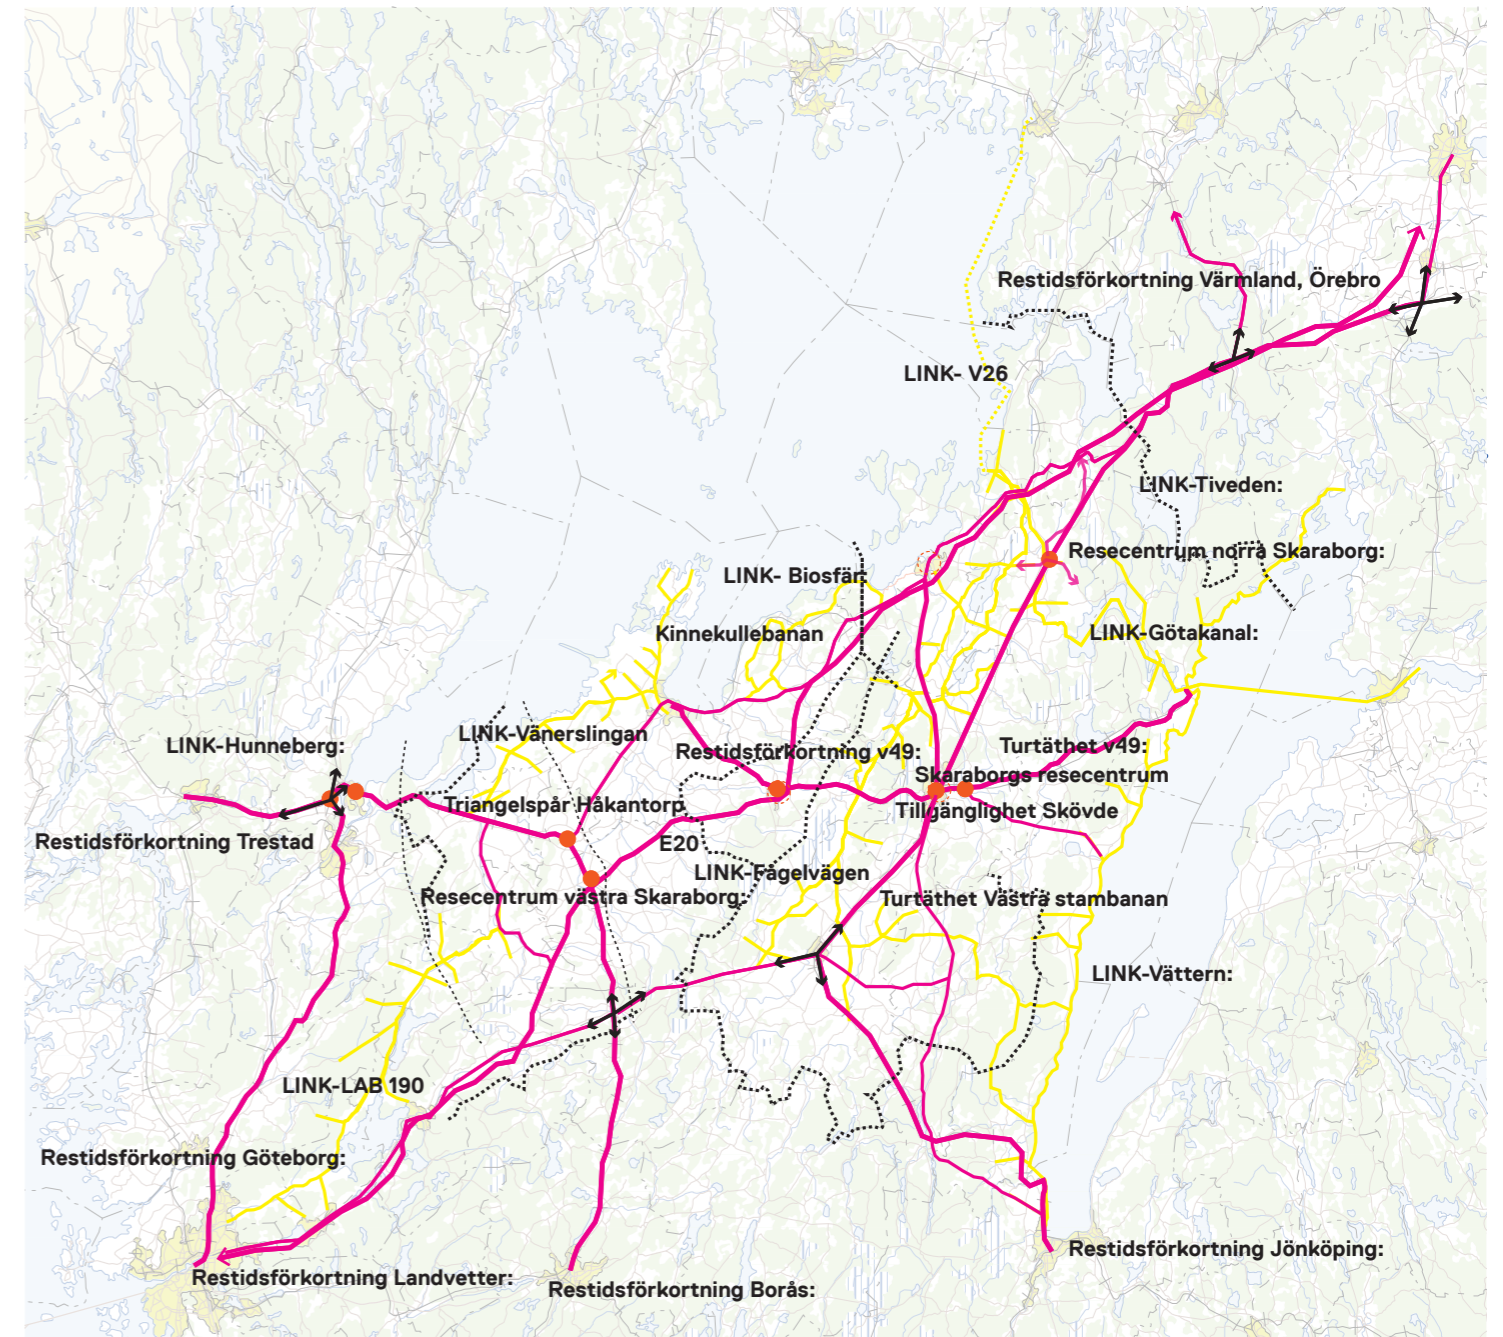 Restidsförkortning Värmland, Örebro
LINK- V26
LINK-Tiveden:
Resecentrum norra Skaraborg:
LINK- Biosfär:
Kinnekullebanan
LINK-Götakanal:
LINK-Hunneberg:
LINK-Vänerslingan
Restidsförkortning v49:
Turtäthet v49:
Skaraborgs resecentrum
Triangelspår Håkantorp
Tillgänglighet Skövde
Restidsförkortning Trestad
E20
LINK-Fågelvägen
Resecentrum västra Skaraborg:
Turtäthet Västra stambanan
LINK-Vättern:
LINK-LAB 190
Restidsförkortning Göteborg:
Restidsförkortning Jönköping:
Restidsförkortning Landvetter:
Restidsförkortning Borås: